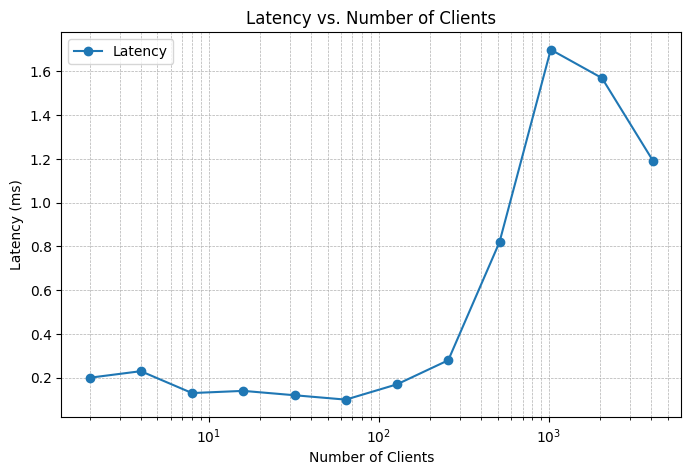 Latency vs. Number of Clients
Latency
Latency (ms)
1.6
1.4
1.2
1.0
0.8
0.6
0.4
0.2
10¹ 10² 10³
Number of Clients